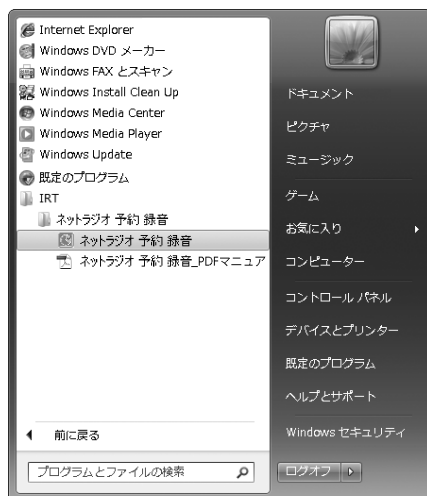 Internet Explorer
Windows DVD メーカー
Windows FAX とスキャン
Windows Install Clean Up
Windows Media Center
Windows Media Player
Windows Update
既定のプログラム
IRT
ネットラジオ 予約 録音
ネットラジオ 予約 録音
ネットラジオ 予約 録音_PDFマニュア
前に戻る
プログラムとファイルの検索
ドキュメント
ピクチャ
ミュージック
ゲーム
お気に入り
コンピューター
コントロール パネル
デバイスとプリンター
既定のプログラム
ヘルプとサポート
Windows セキュリティ
ログオフ